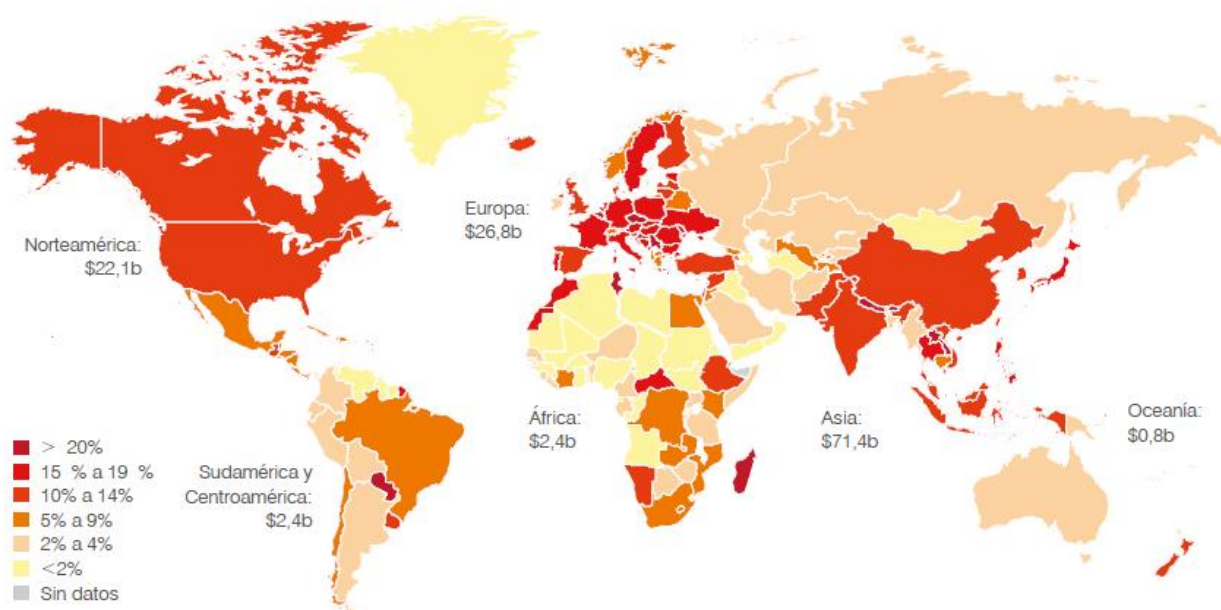 Norteamérica:
$22,1b
Europa:
$26,8b
África:
$2,4b
Asia:
$71,4b
Oceanía:
$0,8b
Sudamérica y
Centroamérica:
$2,4b
> 20%
15 % a 19 %
10% a 14%
5% a 9%
2% a 4%
<2%
Sin datos